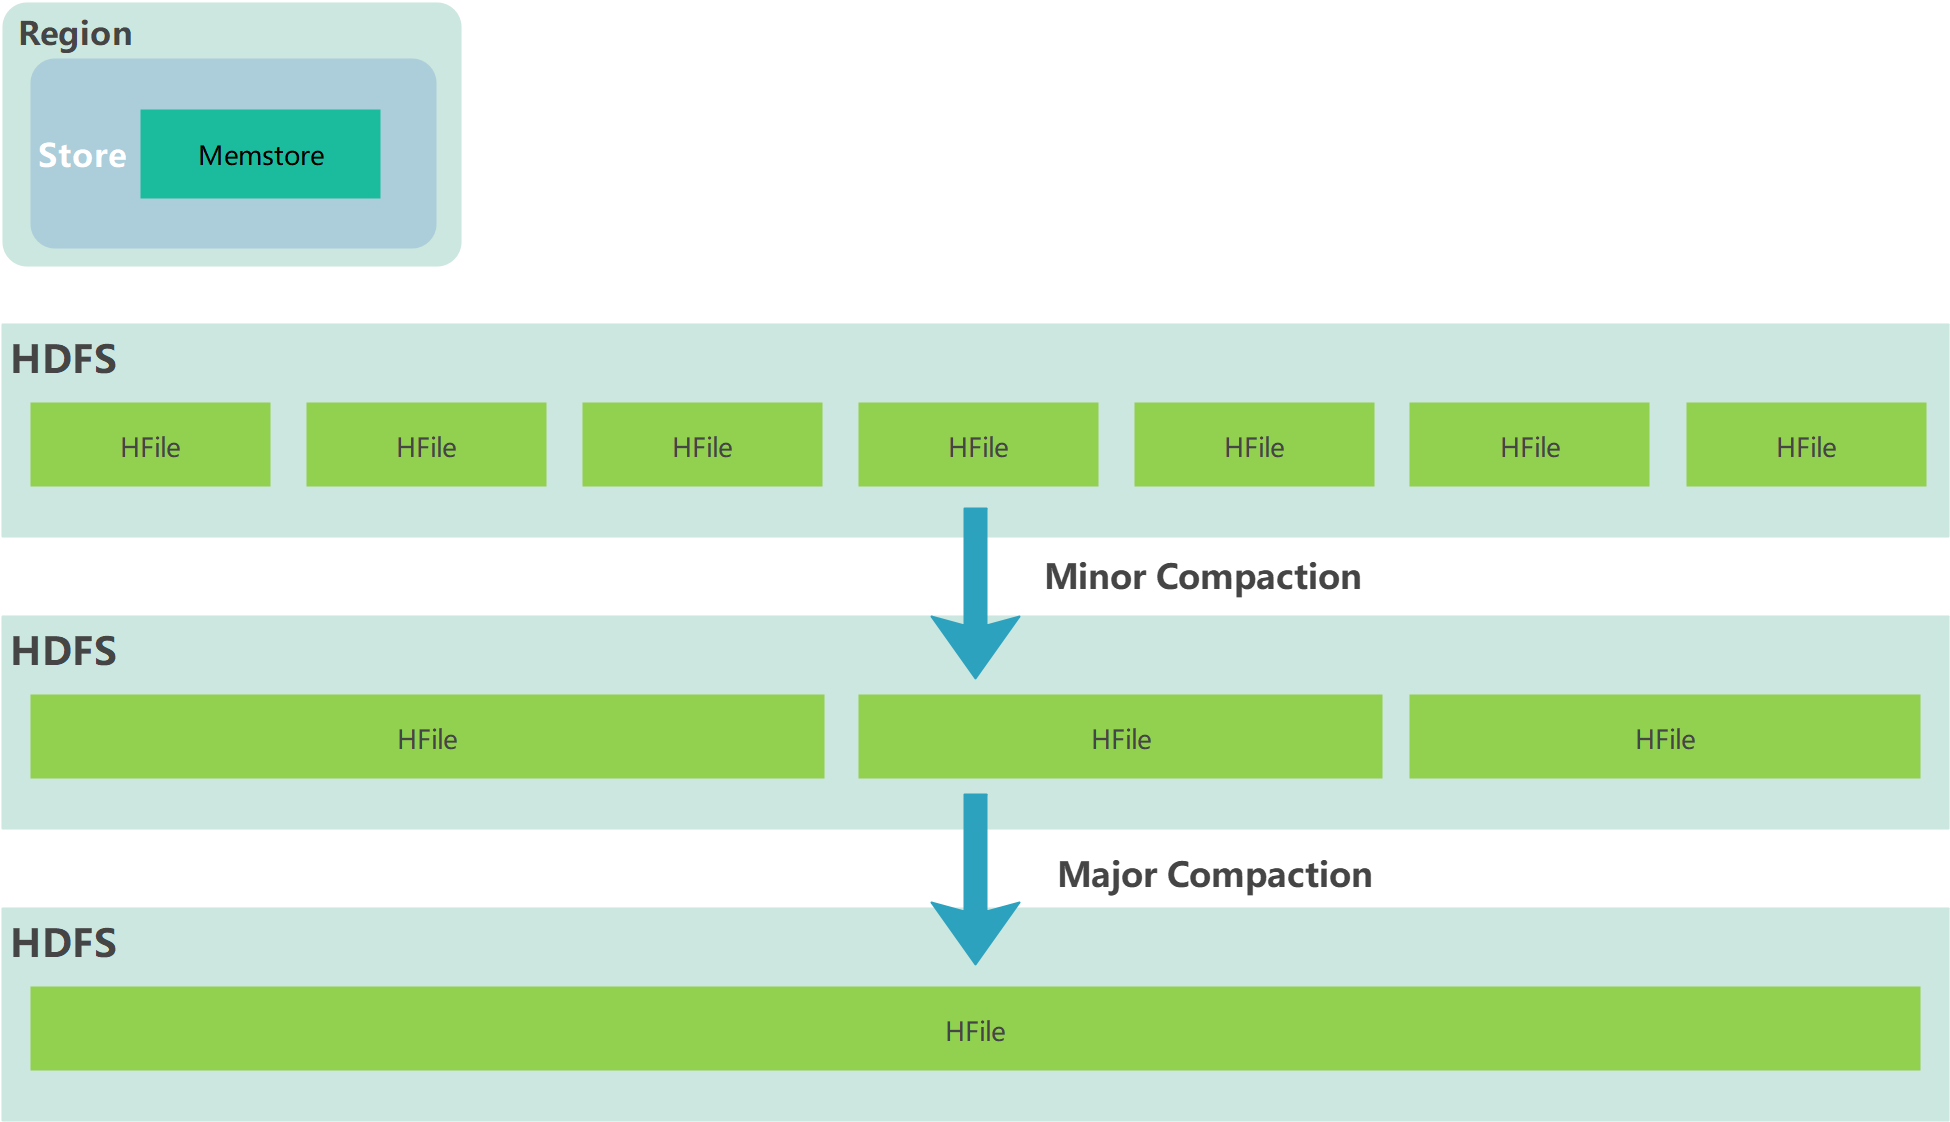 Region
Store
Memstore
HDFS
HFile HFile HFile HFile HFile HFile HFile
Minor Compaction
HDFS
HFile HFile HFile
Major Compaction
HDFS
HFile